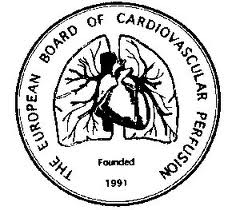 THE EUROPEAN BOARD OF CARDIOVASCULAR PERFUSION
Founded
1991